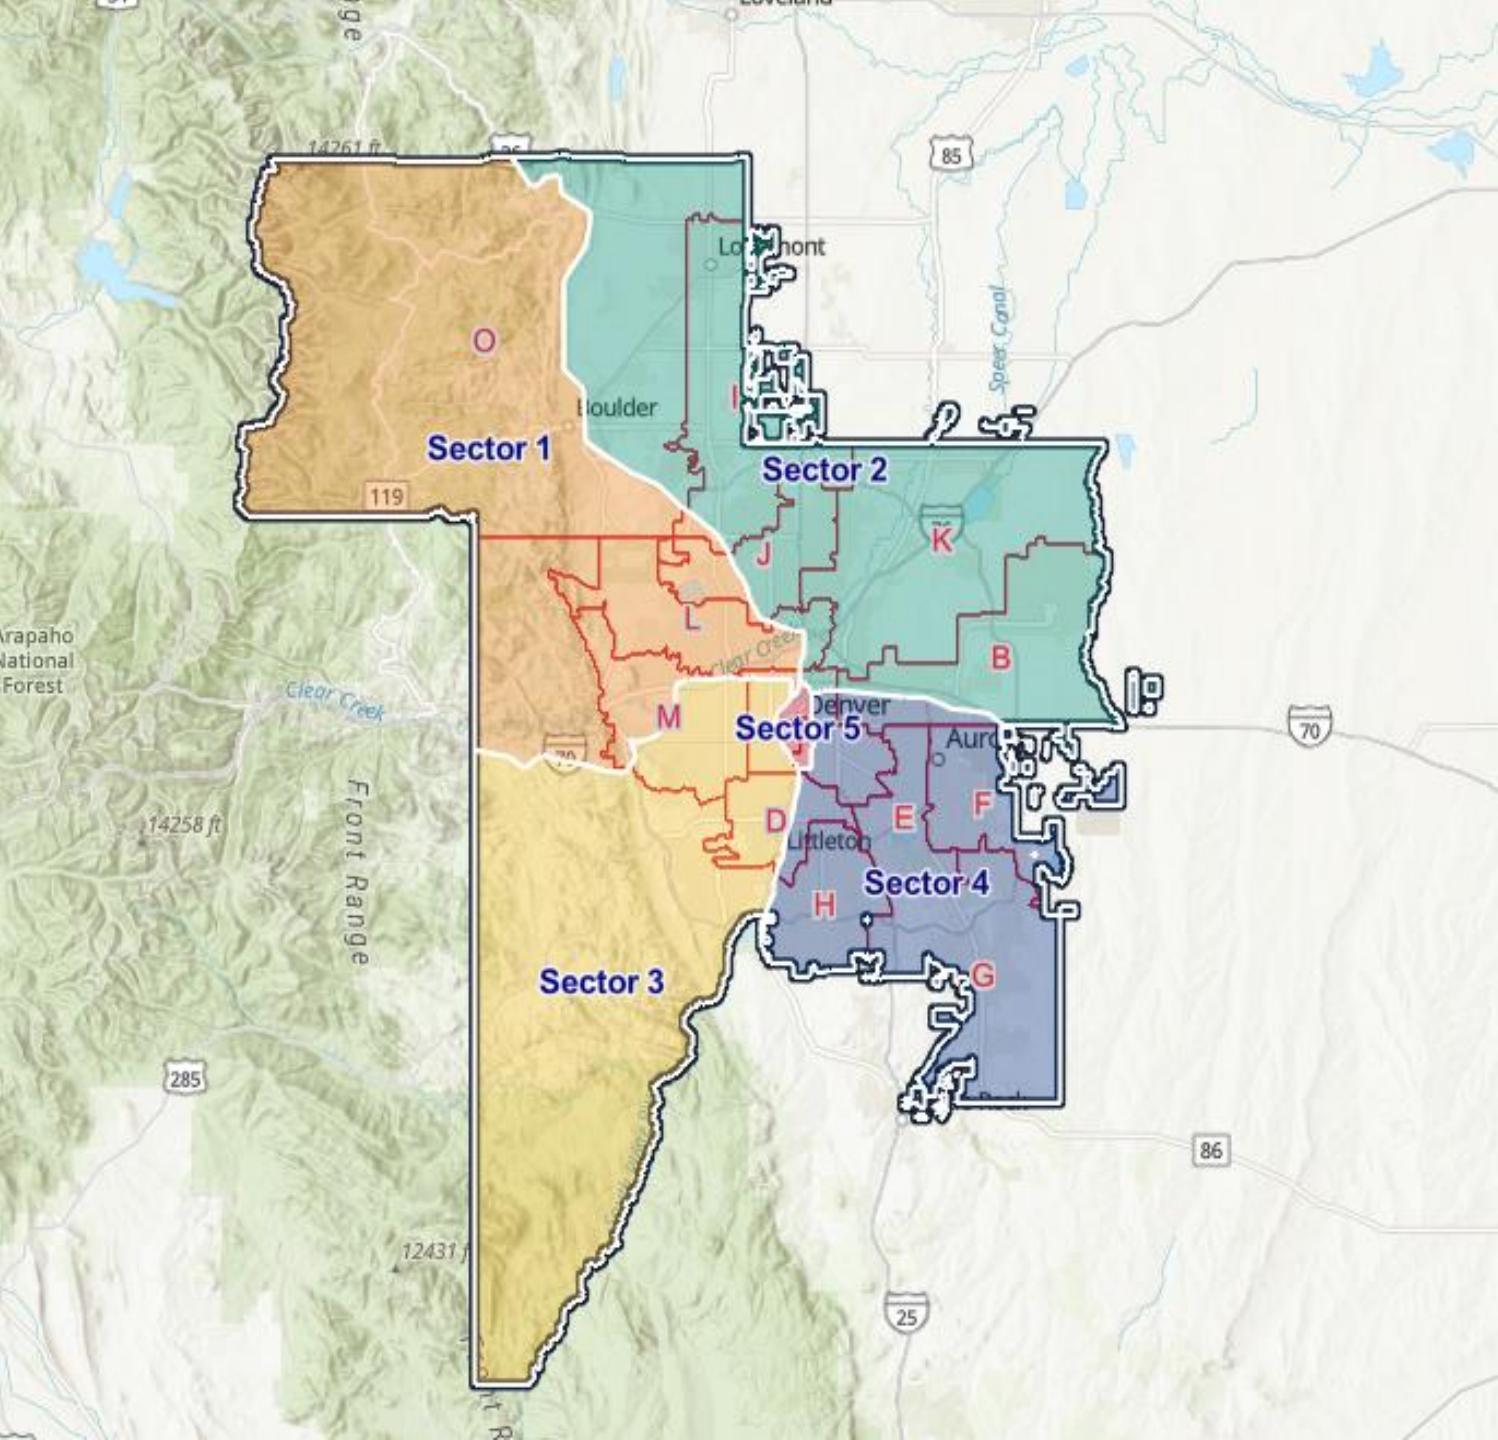 Loveland
85
14261 ft
36
Longmont
Speer Canal
O
I
Boulder
Sector 1
Sector 2
119
K
J
L
Arapaho
National
Forest
Clear Creek
B
Clear Creek
M
Denver
Sector 5
70
70
Front Range
14258 ft
D
E
F
Littleton
Sector 4
H
Sector 3
G
285
86
12431 f
25